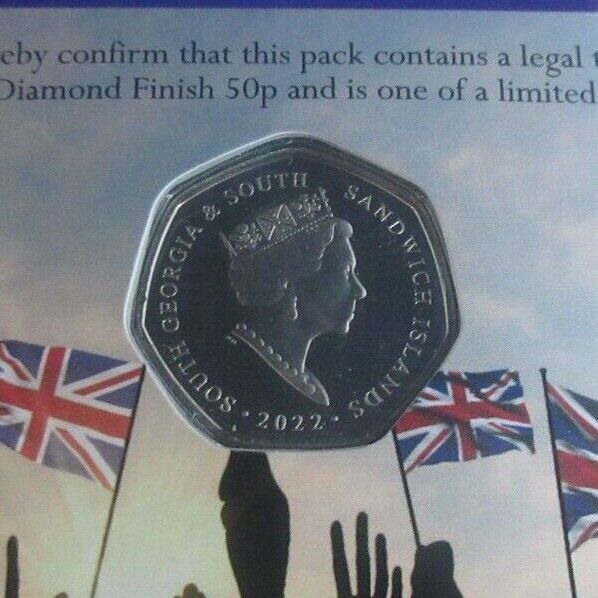 eby confirm that this pack contains a legal t
Diamond Finish 50p and is one of a limited
SOUTH GEORGIA & SOUTH SANDWICH ISLANDS
· 2022 ·